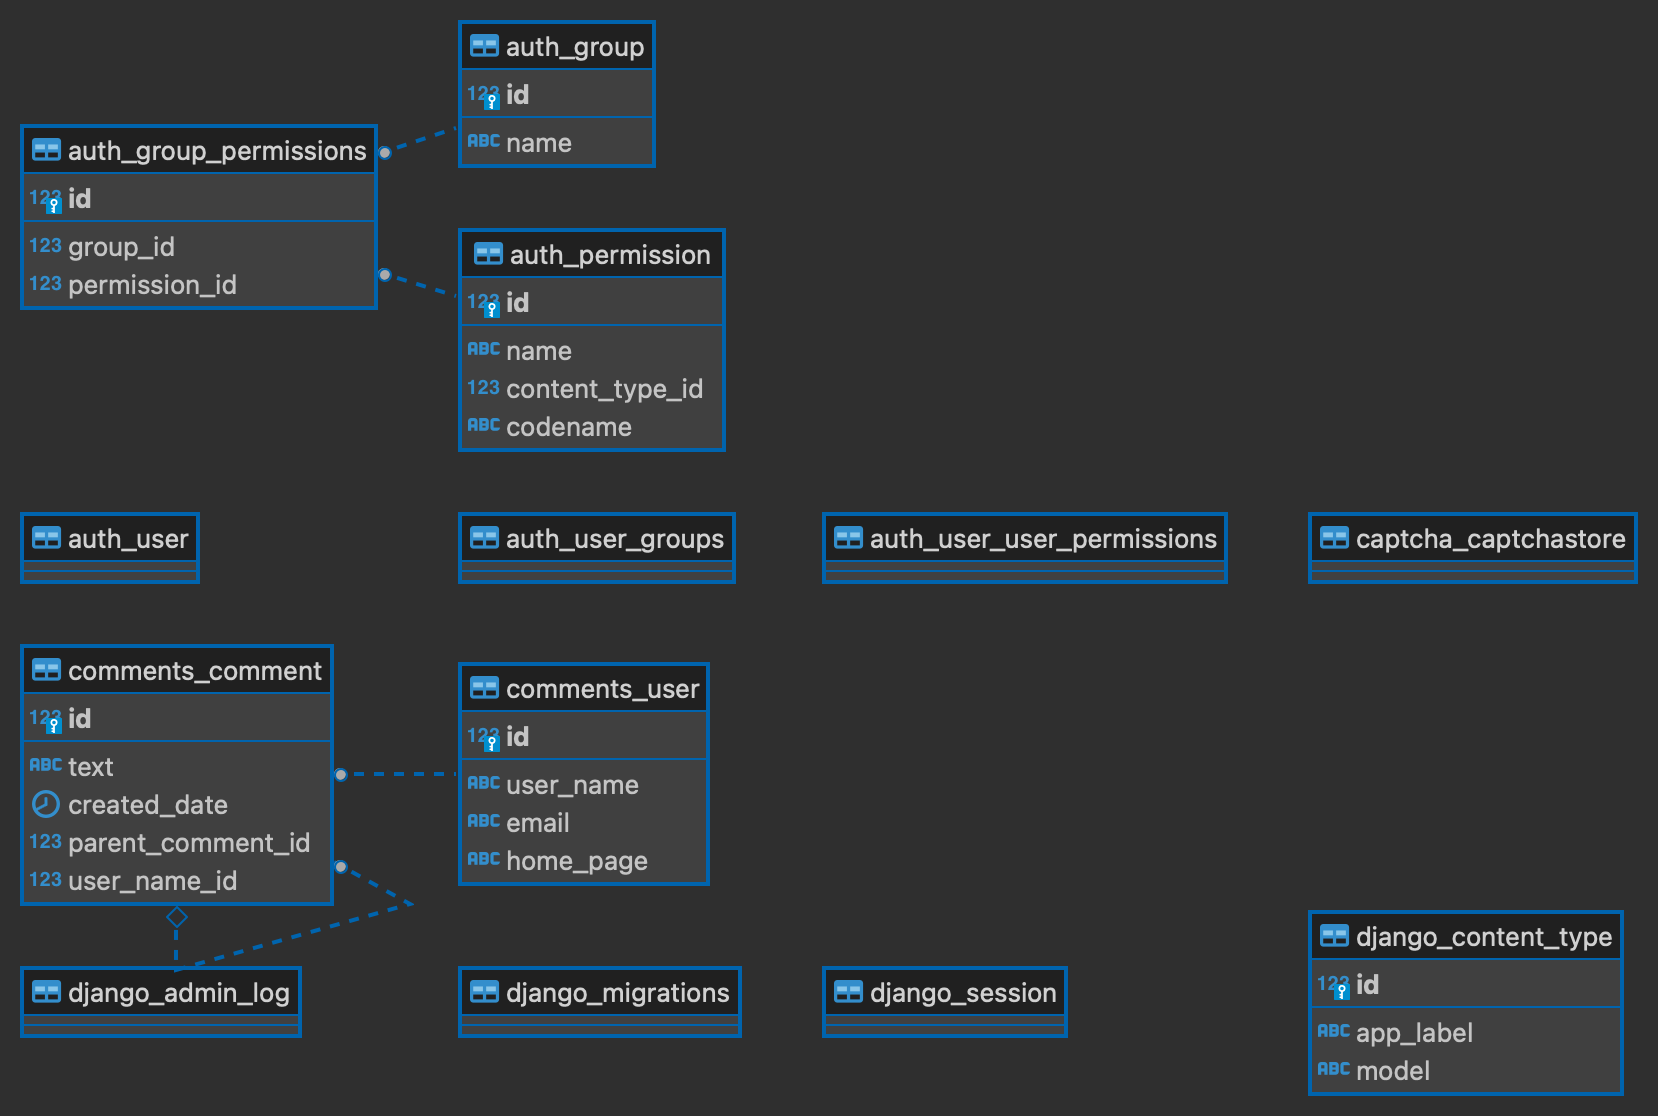 auth_group
123 id
ABC name
auth_group_permissions
123 id
123 group_id
123 permission_id
auth_permission
123 id
ABC name
123 content_type_id
ABC codename
auth_user
auth_user_groups
auth_user_user_permissions
captcha_captchastore
comments_comment
123 id
ABC text
created_date
123 parent_comment_id
123 user_name_id
comments_user
123 id
ABC user_name
ABC email
ABC home_page
django_admin_log
django_migrations
django_session
django_content_type
123 id
ABC app_label
ABC model